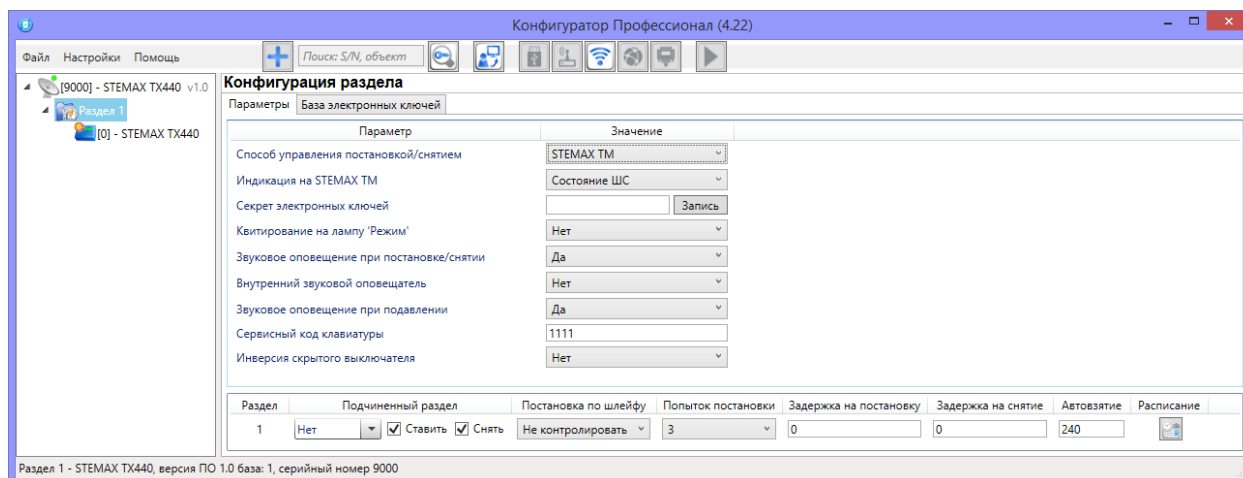 Конфигуратор Профессионал (4.22)
Файл Настройки Помощь Поиск: S/N, объект
[9000] - STEMAX TX440 v1.0
Раздел 1
[0] - STEMAX TX440
Конфигурация раздела
Параметры База электронных ключей
Параметр Значение
Способ управления постановкой/снятием STEMAX TM
Индикация на STEMAX TM Состояние ШС
Секрет электронных ключей Запись
Квитирование на лампу 'Режим' Нет
Звуковое оповещение при постановке/снятии Да
Внутренний звуковой оповещатель Нет
Звуковое оповещение при подавлении Да
Сервисный код клавиатуры 1111
Инверсия скрытого выключателя Нет
Раздел Подчиненный раздел Постановка по шлейфу Попыток постановки Задержка на постановку Задержка на снятие Автовзятие Расписание
1 Нет Ставить Снять Не контролировать 3 0 0 240
Раздел 1 - STEMAX TX440, версия ПО 1.0 база: 1, серийный номер 9000